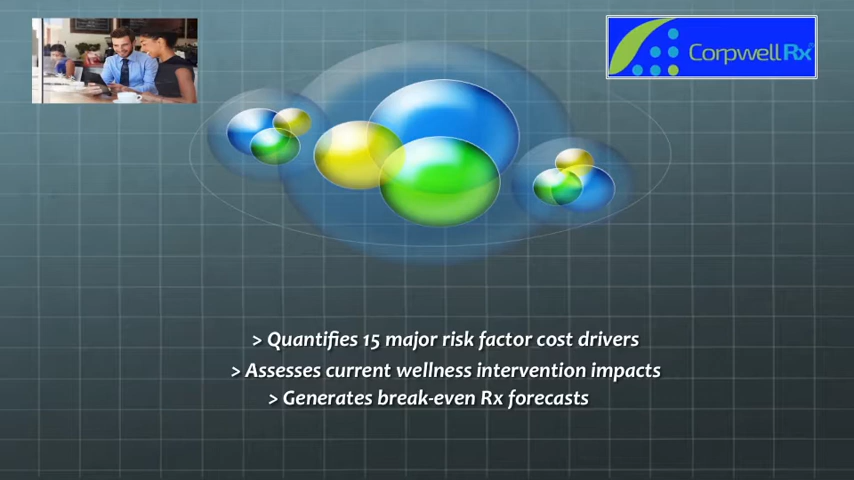 CorpwellRx
> Quantifies 15 major risk factor cost drivers
> Assesses current wellness intervention impacts
> Generates break-even Rx forecasts